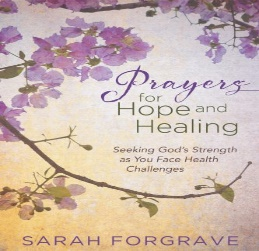 Prayers
for
Hope and
Healing
Seeking God's Strength
as You Face Health
Challenges
SARAH FORGRAVE